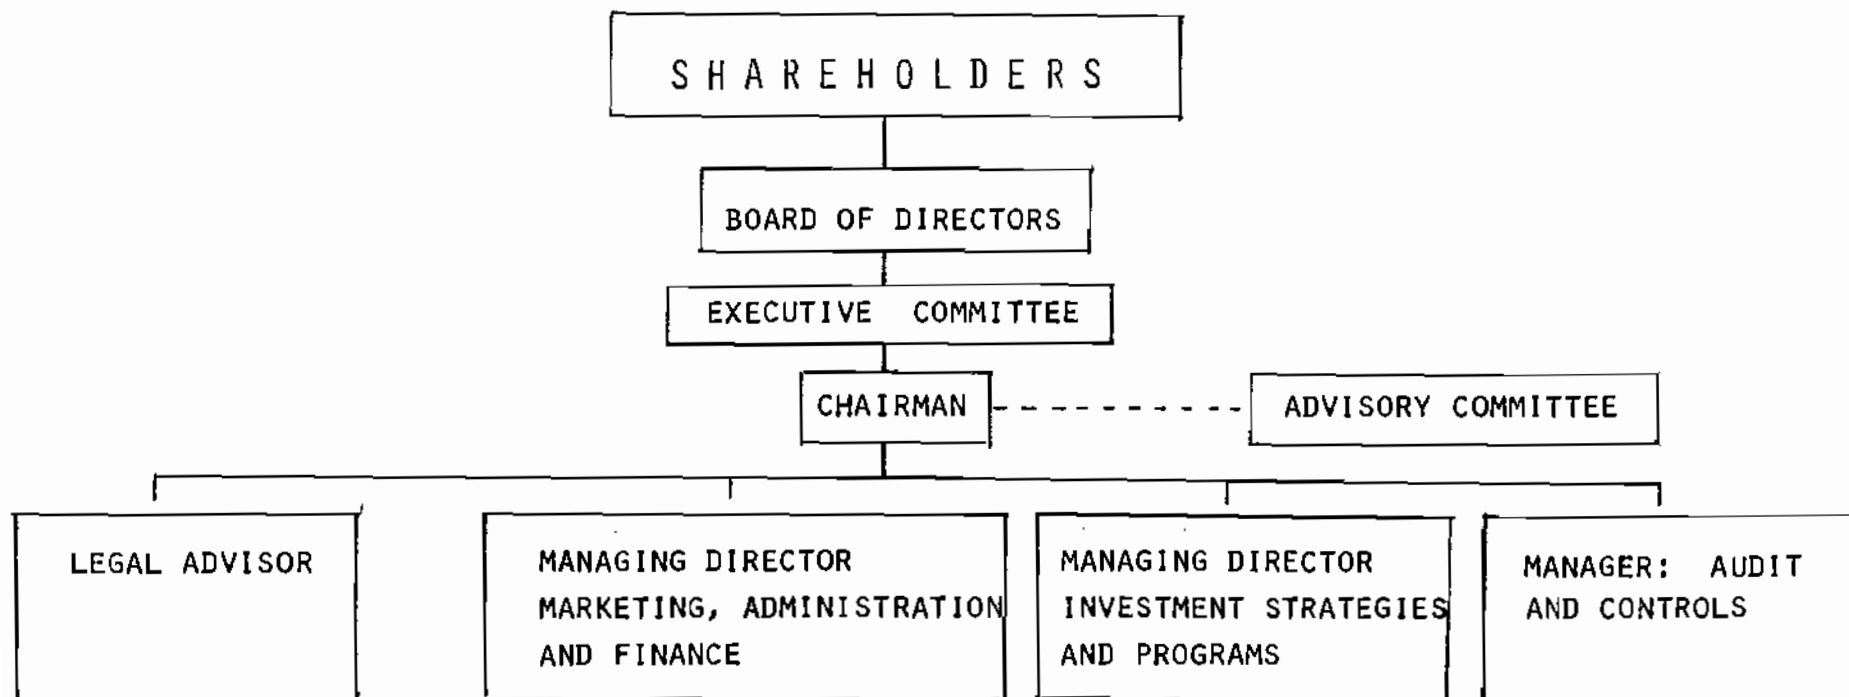 SHAREHOLDERS
BOARD OF DIRECTORS
EXECUTIVE COMMITTEE
CHAIRMAN
ADVISORY COMMITTEE
LEGAL ADVISOR
MANAGING DIRECTOR
MARKETING, ADMINISTRATION
AND FINANCE
MANAGING DIRECTOR
INVESTMENT STRATEGIES
AND PROGRAMS
MANAGER: AUDIT
AND CONTROLS